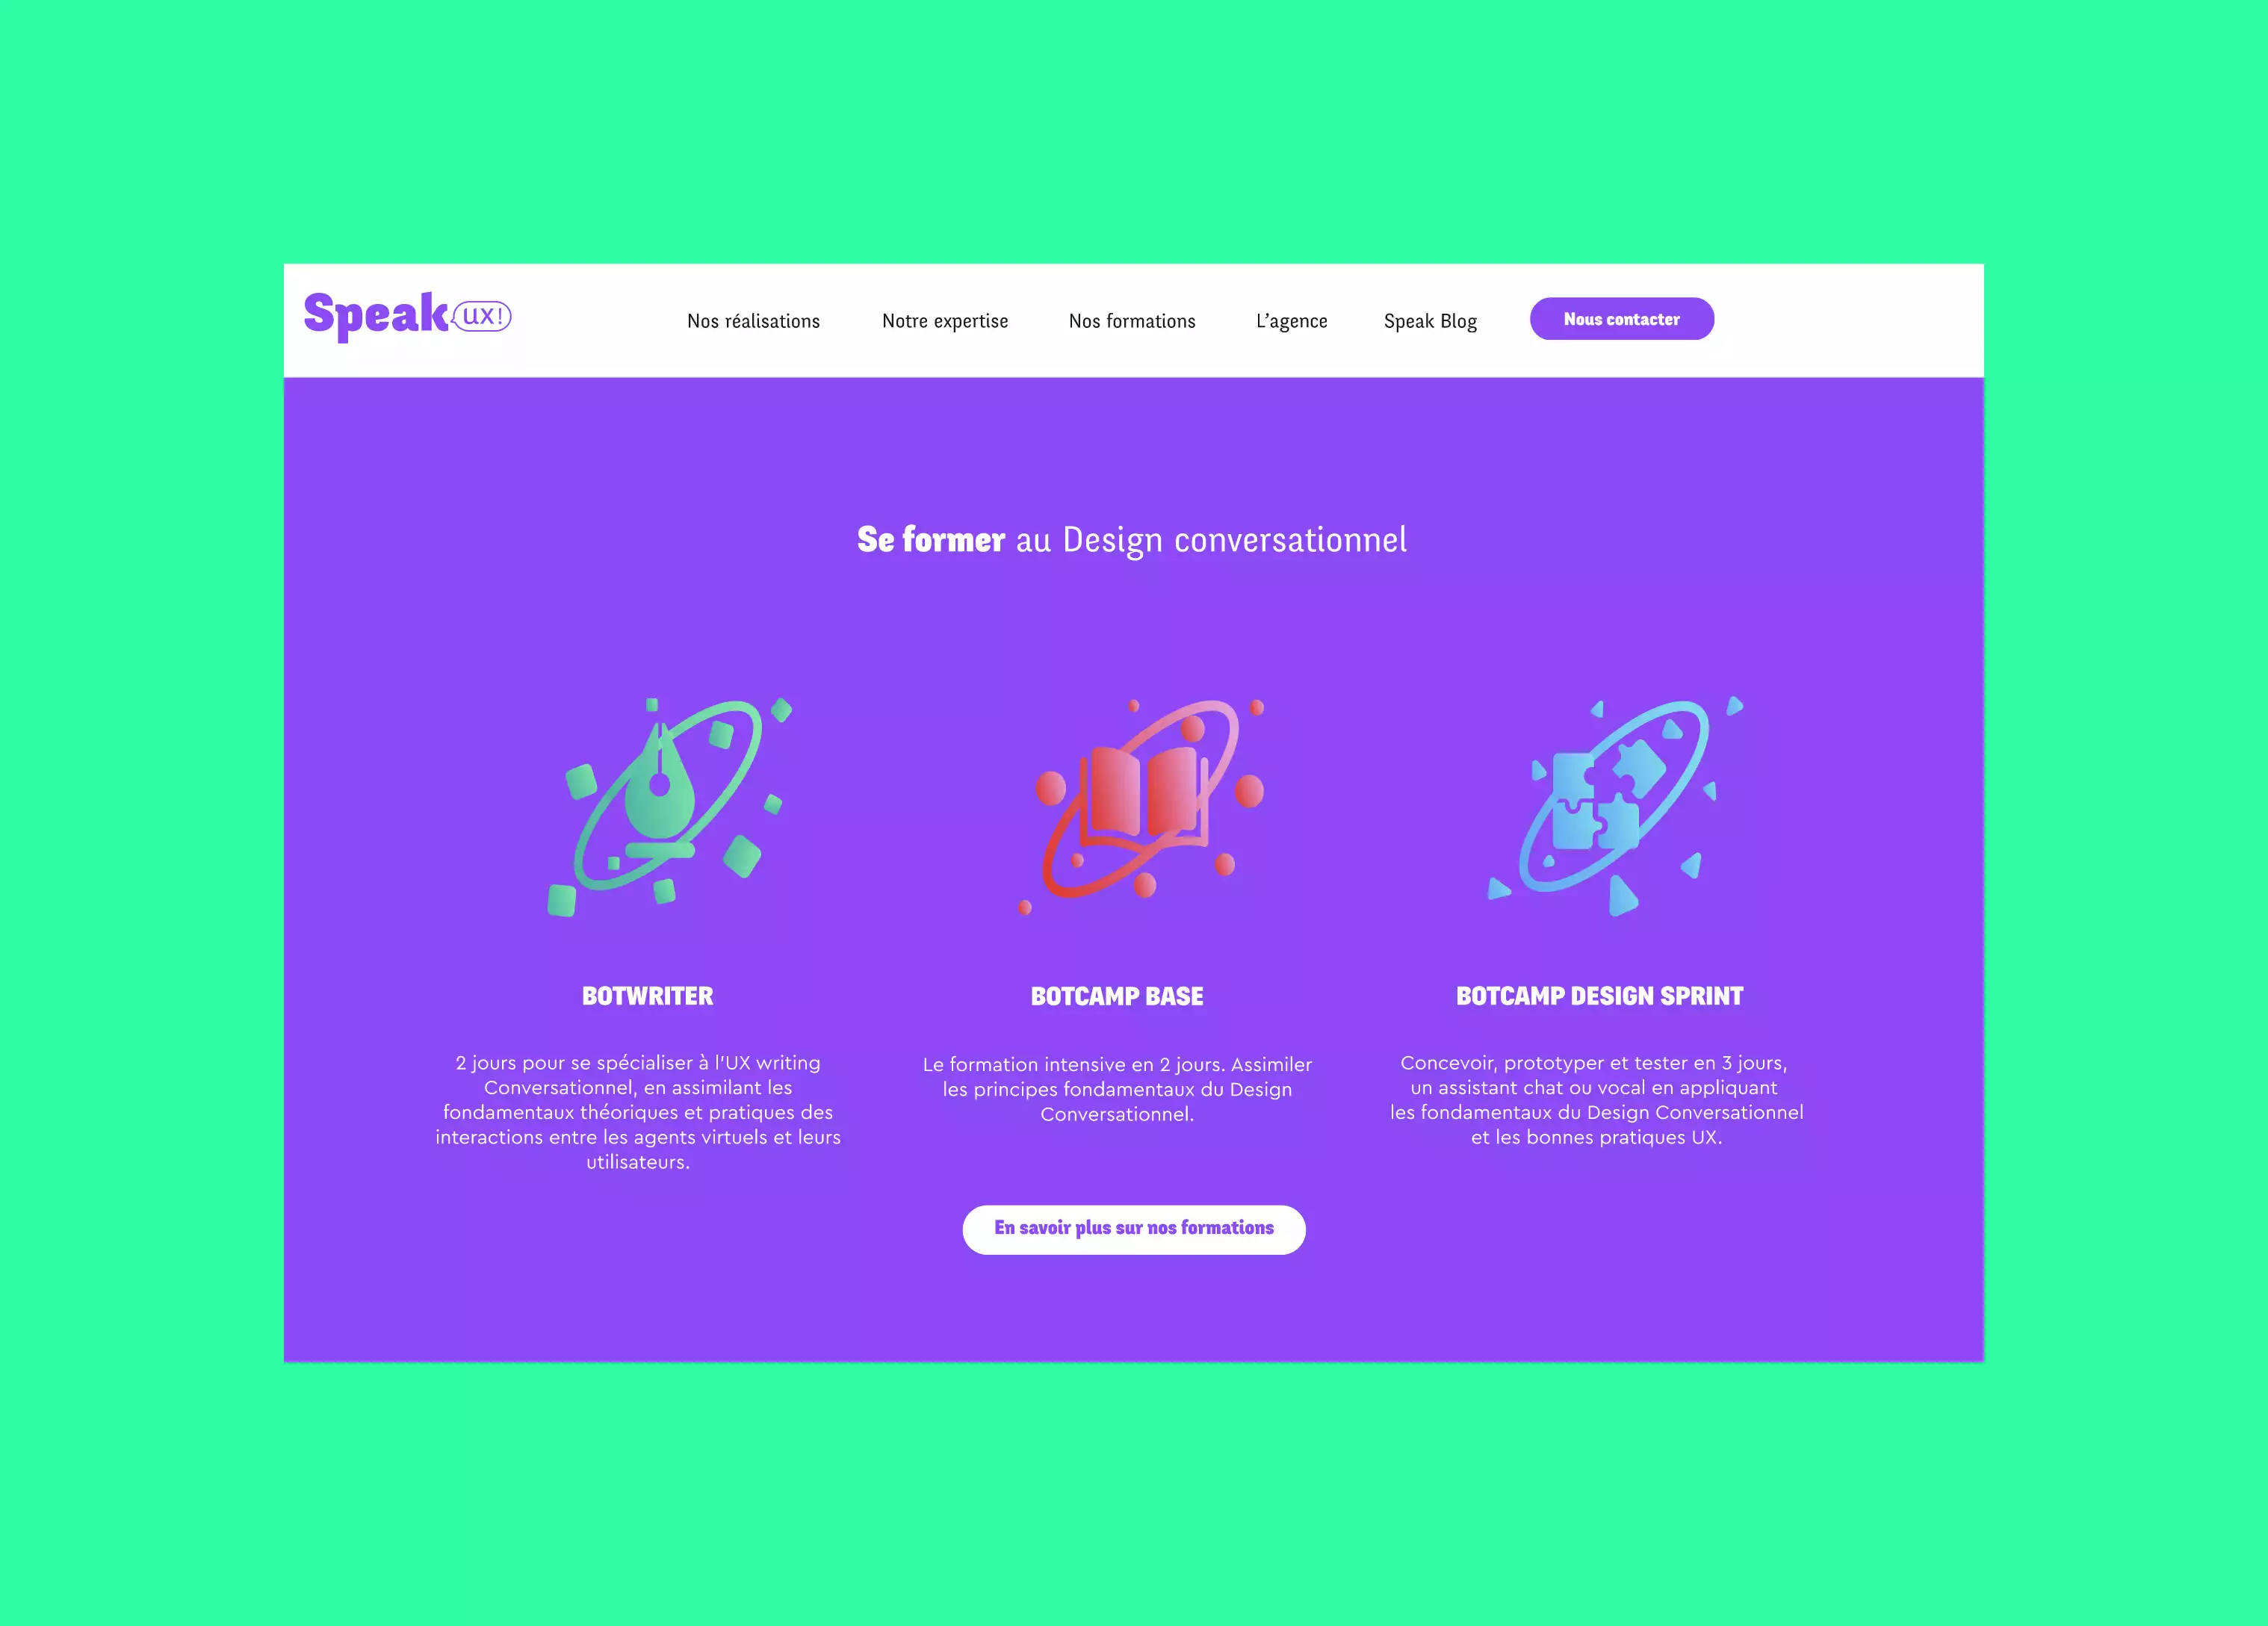 Speak UX!
Nos réalisations
Notre expertise
Nos formations
L'agence
Speak Blog
Nous contacter
Se former au Design conversationnel
BOTWRITER
2 jours pour se spécialiser à l'UX writing
Conversationnel, en assimilant les
fondamentaux théoriques et pratiques des
interactions entre les agents virtuels et leurs
utilisateurs.
BOTCAMP BASE
Le formation intensive en 2 jours. Assimiler
les principes fondamentaux du Design
Conversationnel.
BOTCAMP DESIGN SPRINT
Concevoir, prototyper et tester en 3 jours,
un assistant chat ou vocal en appliquant
les fondamentaux du Design Conversationnel
et les bonnes pratiques UX.
En savoir plus sur nos formations